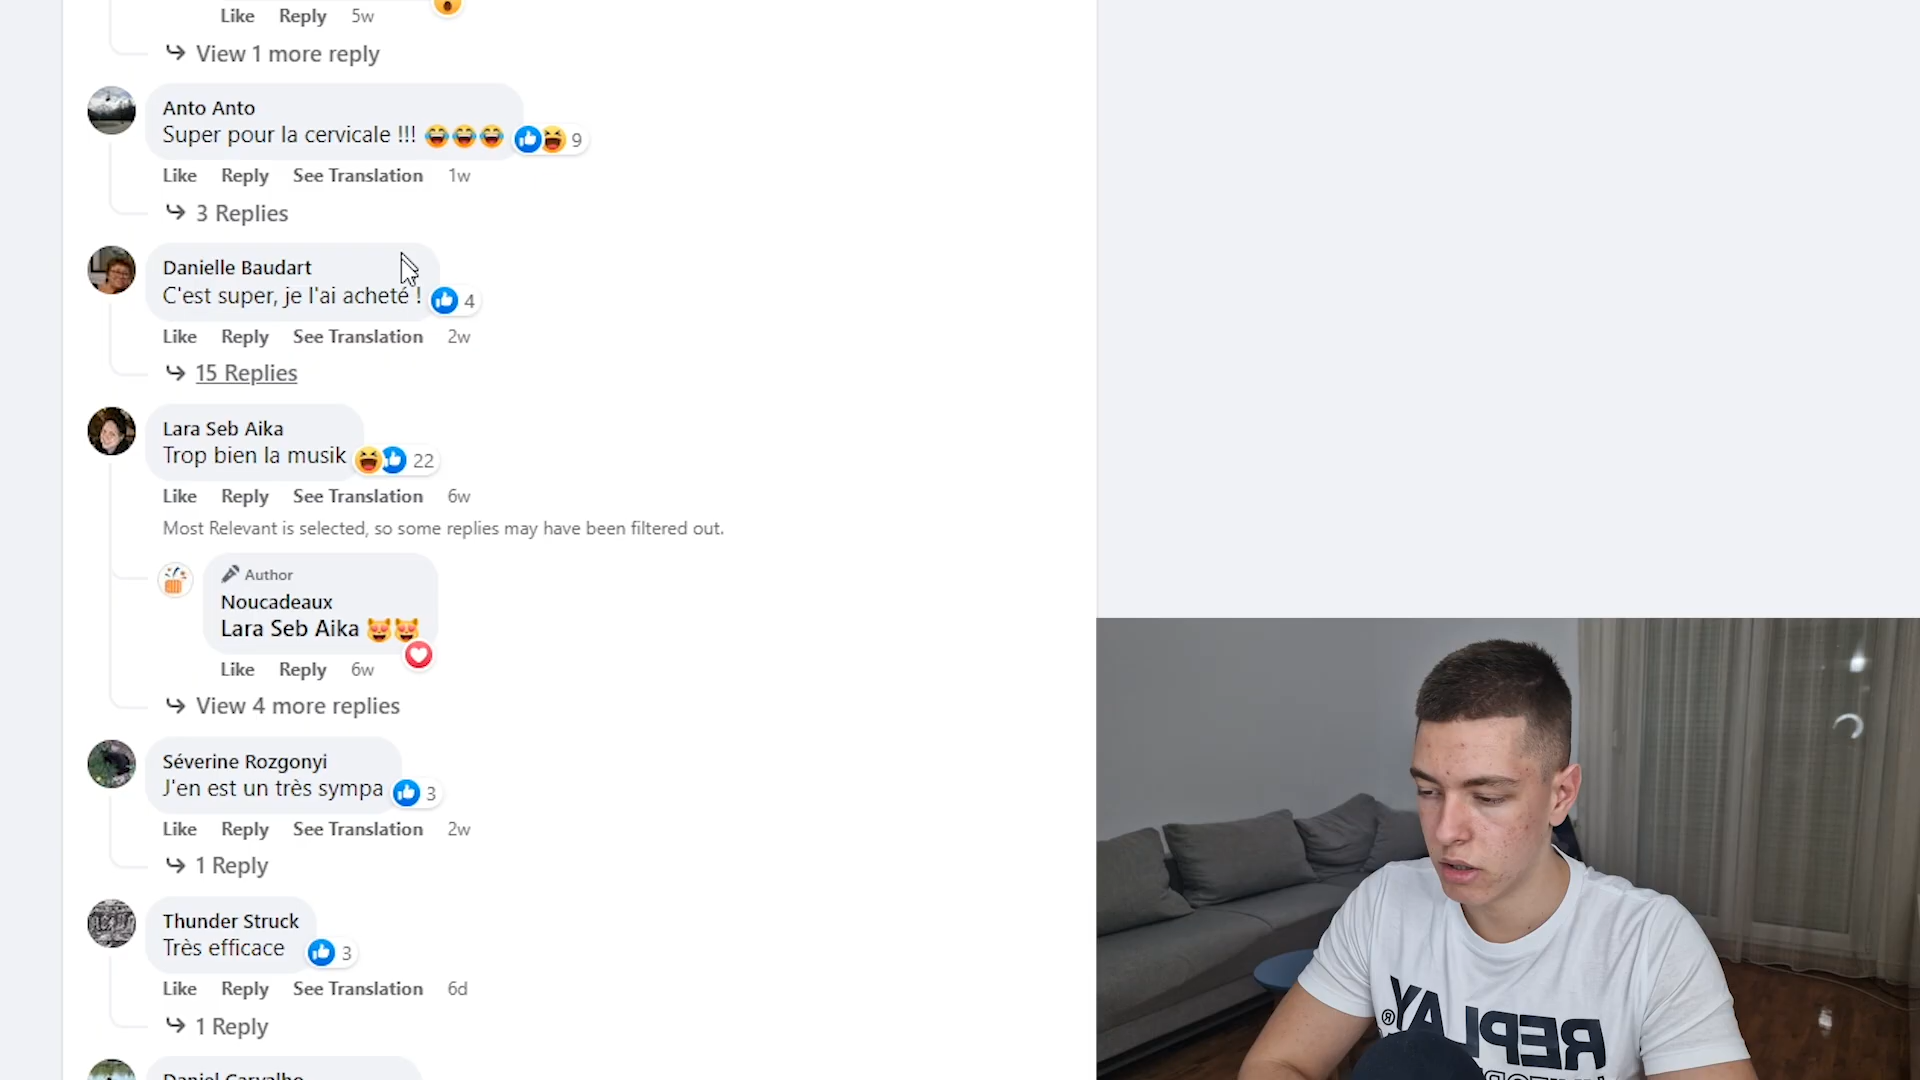 Like Reply 5w
View 1 more reply
Anto Anto
Super pour la cervicale !!! 😂😂😂 9
Like Reply See Translation 1w
3 Replies
Danielle Baudart
C'est super, je l'ai acheté ! 4
Like Reply See Translation 2w
15 Replies
Lara Seb Aika
Trop bien la musik 22
Like Reply See Translation 6w
Most Relevant is selected, so some replies may have been filtered out.
Author
Noucadeaux
Lara Seb Aika 😻😻
Like Reply 6w
View 4 more replies
Séverine Rozgonyi
J'en est un très sympa 3
Like Reply See Translation 2w
1 Reply
Thunder Struck
Très efficace 3
Like Reply See Translation 6d
1 Reply
Daniel Carvalho
REPLAY